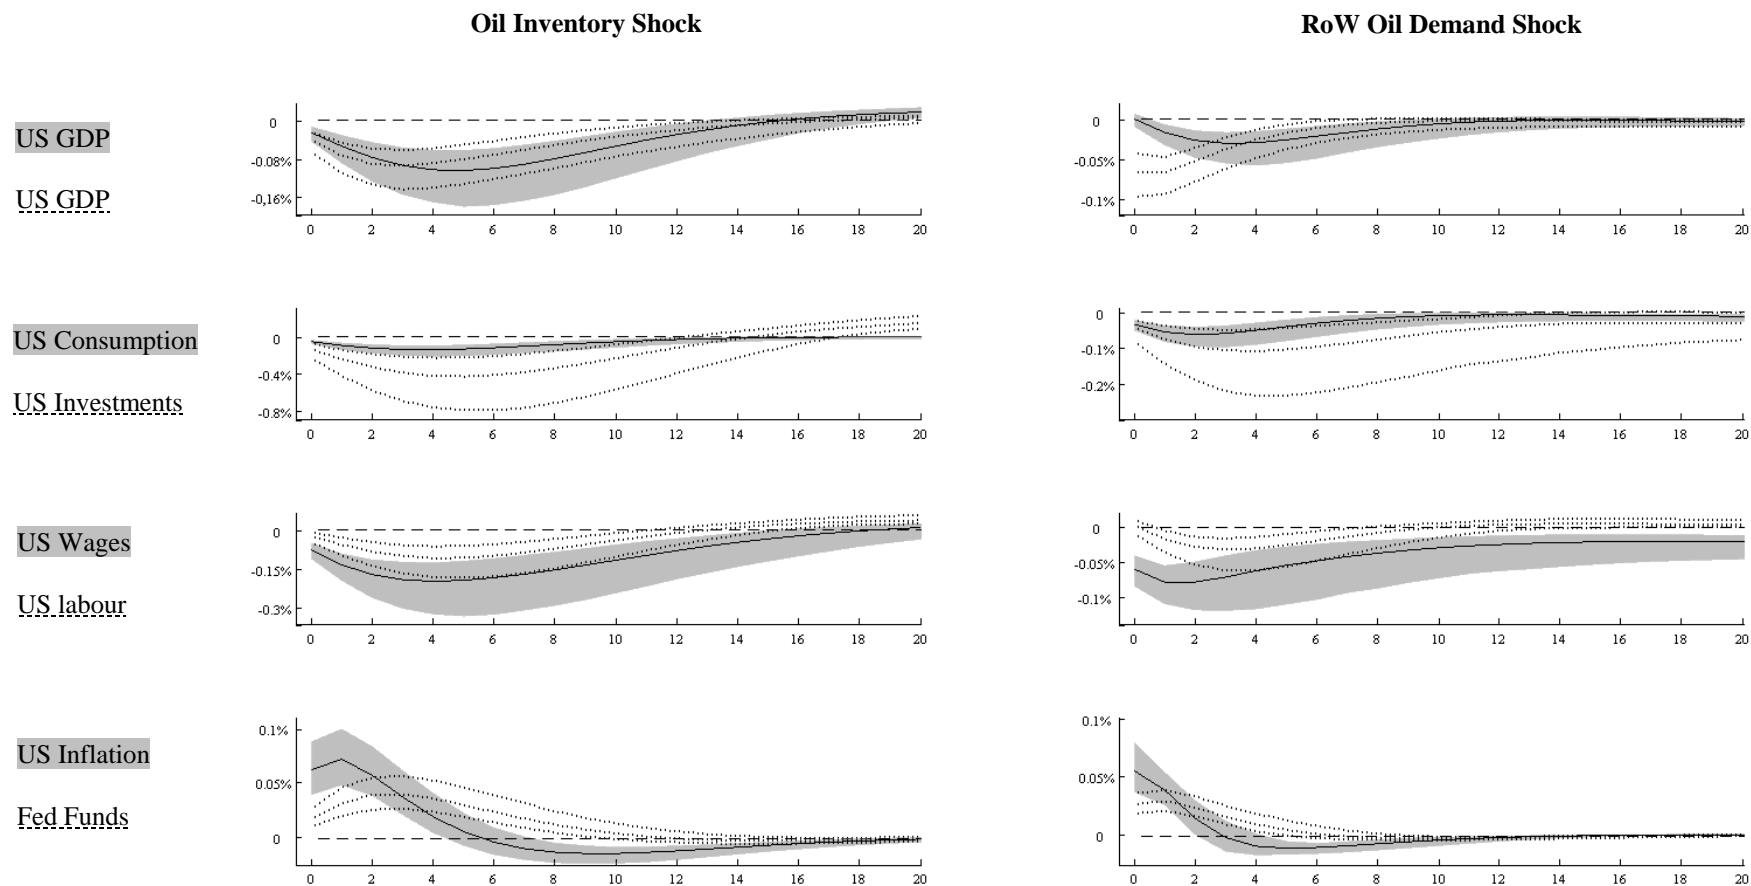 Oil Inventory Shock
RoW Oil Demand Shock
US GDP
US GDP
0
-0.08%
-0,16%
0 2 4 6 8 10 12 14 16 18 20
0
-0.05%
-0.1%
0 2 4 6 8 10 12 14 16 18 20
US Consumption
US Investments
0
-0.4%
-0.8%
0 2 4 6 8 10 12 14 16 18 20
0
-0.1%
-0.2%
0 2 4 6 8 10 12 14 16 18 20
US Wages
US labour
0
-0.15%
-0.3%
0 2 4 6 8 10 12 14 16 18 20
0
-0.05%
-0.1%
0 2 4 6 8 10 12 14 16 18 20
US Inflation
Fed Funds
0.1%
0.05%
0
0 2 4 6 8 10 12 14 16 18 20
0.1%
0.05%
0
0 2 4 6 8 10 12 14 16 18 20